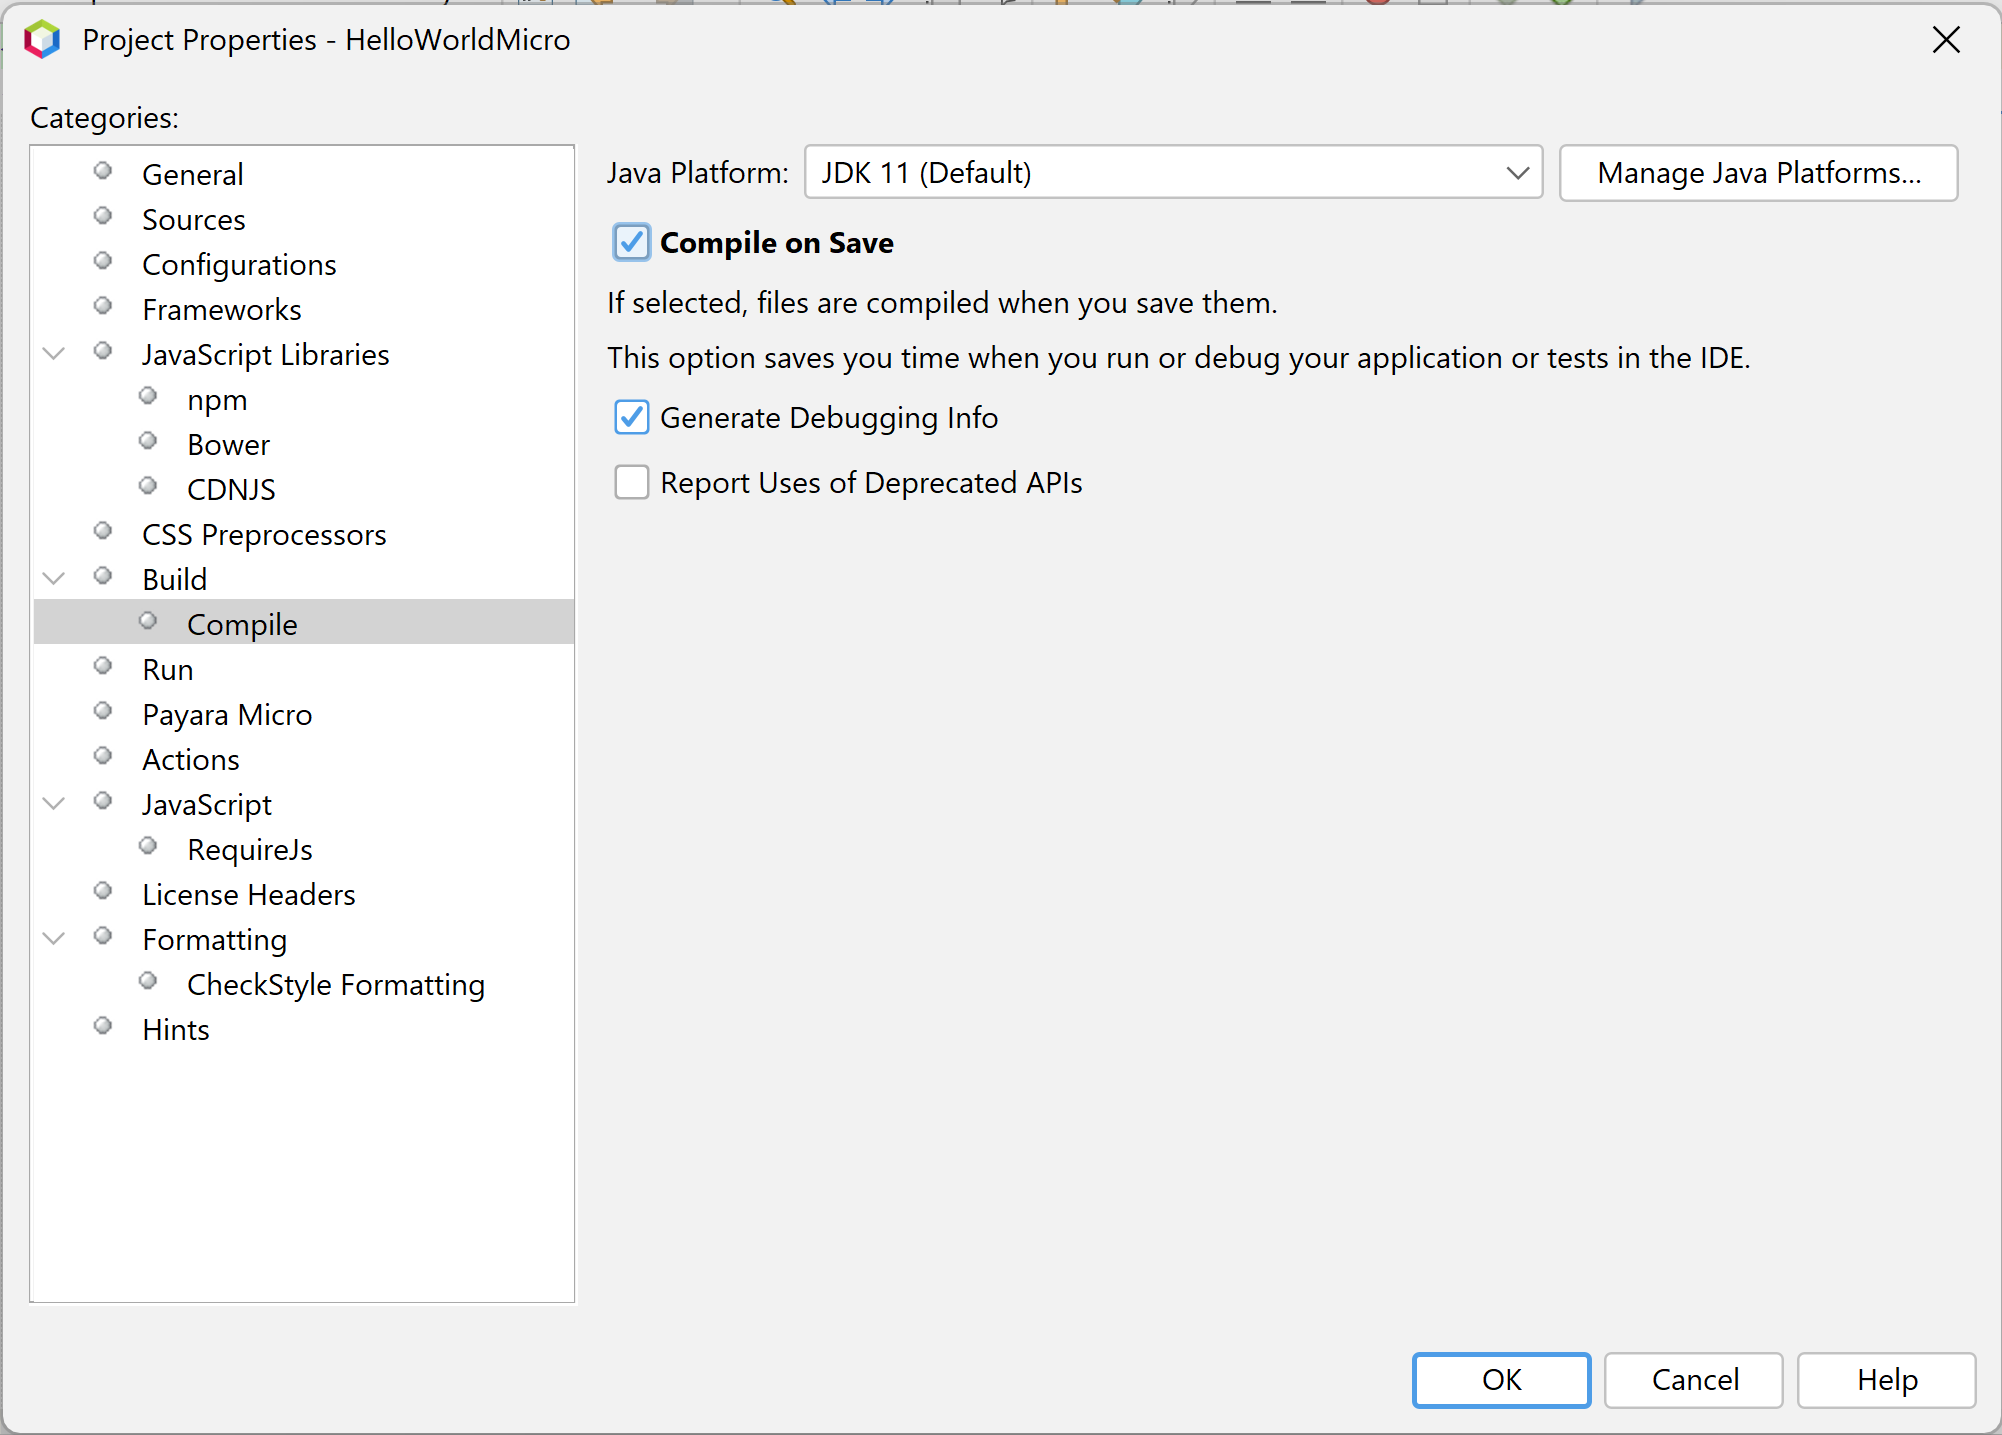 Project Properties - HelloWorldMicro
Categories:
General
Sources
Configurations
Frameworks
JavaScript Libraries
npm
Bower
CDNJS
CSS Preprocessors
Build
Compile
Run
Payara Micro
Actions
JavaScript
RequireJs
License Headers
Formatting
CheckStyle Formatting
Hints
Java Platform: JDK 11 (Default) Manage Java Platforms...
Compile on Save
If selected, files are compiled when you save them.
This option saves you time when you run or debug your application or tests in the IDE.
Generate Debugging Info
Report Uses of Deprecated APIs
OK Cancel Help